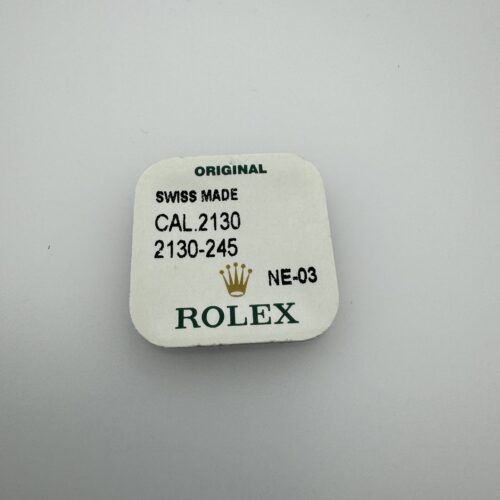 ORIGINAL
SWISS MADE
CAL.2130
2130-245
NE-03
ROLEX